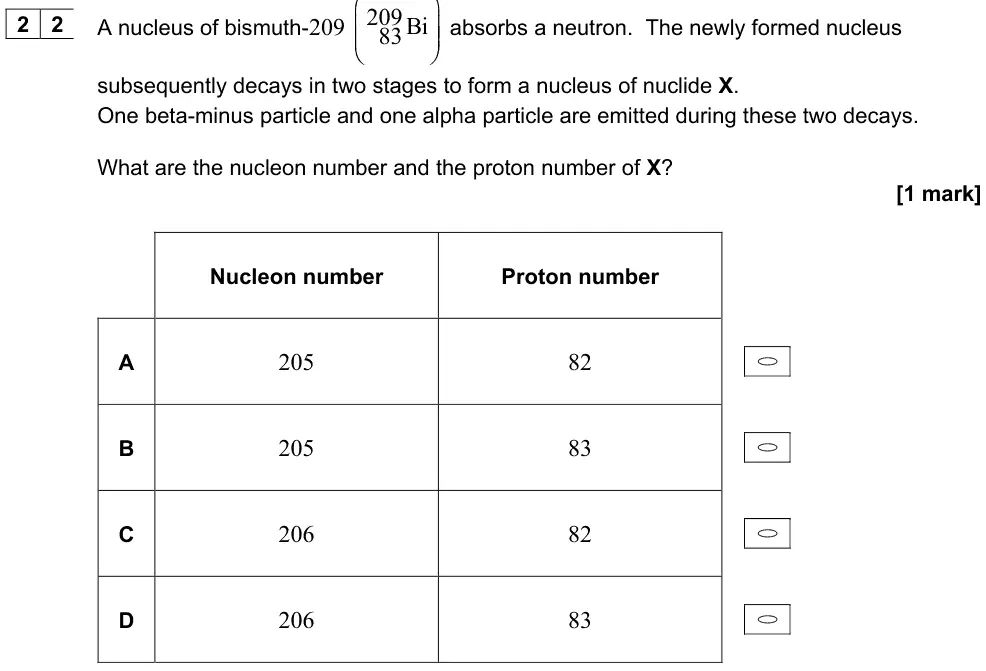 2 2 A nucleus of bismuth-209 (²⁰⁹₈₃Bi) absorbs a neutron. The newly formed nucleus
subsequently decays in two stages to form a nucleus of nuclide X.
One beta-minus particle and one alpha particle are emitted during these two decays.
What are the nucleon number and the proton number of X?
[1 mark]
Nucleon number Proton number
A 205 82
B 205 83
C 206 82
D 206 83